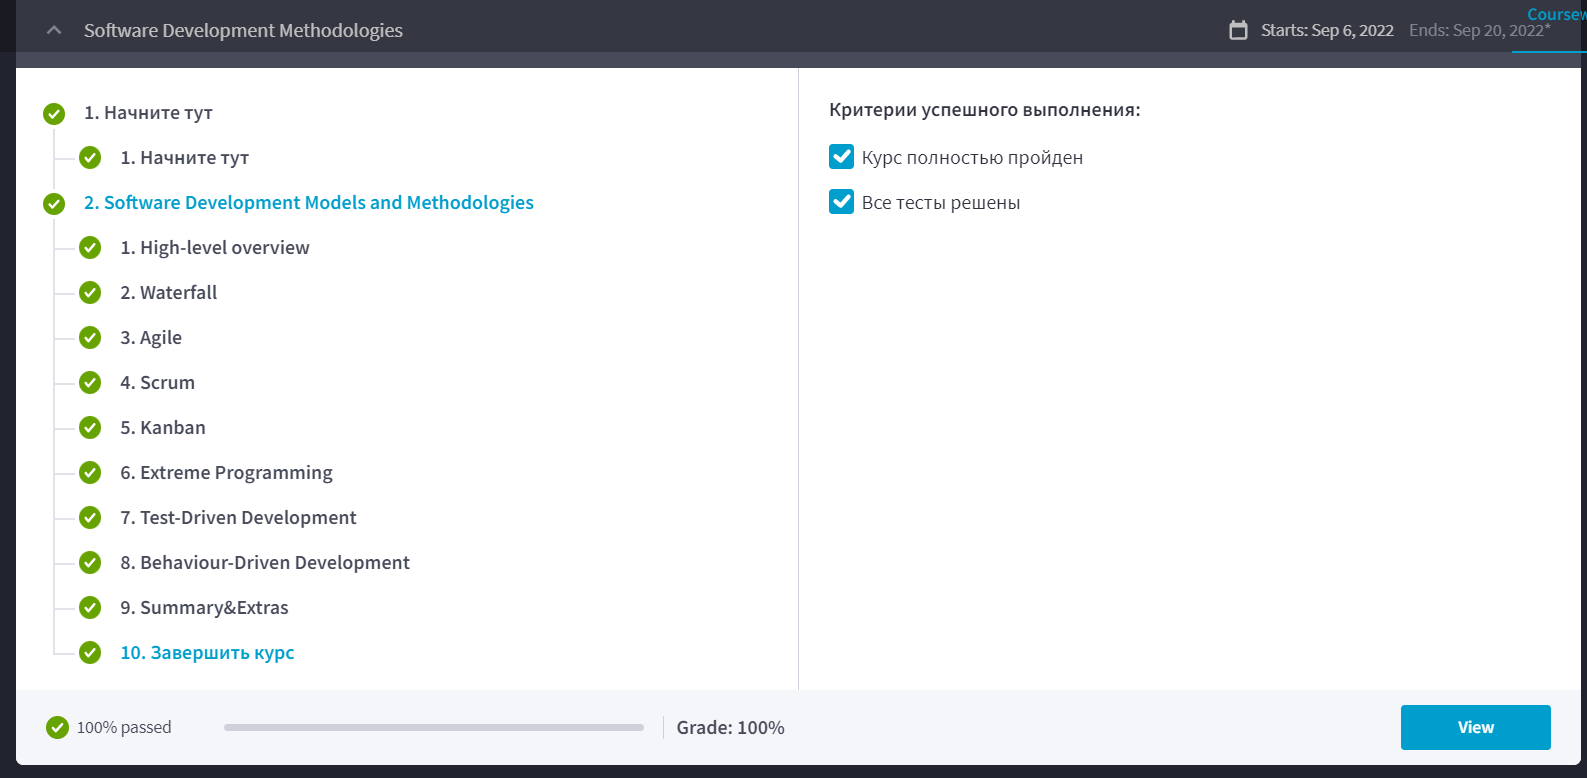 Software Development Methodologies
Starts: Sep 6, 2022 Ends: Sep 20, 2022*
1. Начните тут
1. Начните тут
2. Software Development Models and Methodologies
1. High-level overview
2. Waterfall
3. Agile
4. Scrum
5. Kanban
6. Extreme Programming
7. Test-Driven Development
8. Behaviour-Driven Development
9. Summary&Extras
10. Завершить курс
Критерии успешного выполнения:
Курс полностью пройден
Все тесты решены
100% passed
Grade: 100%
View